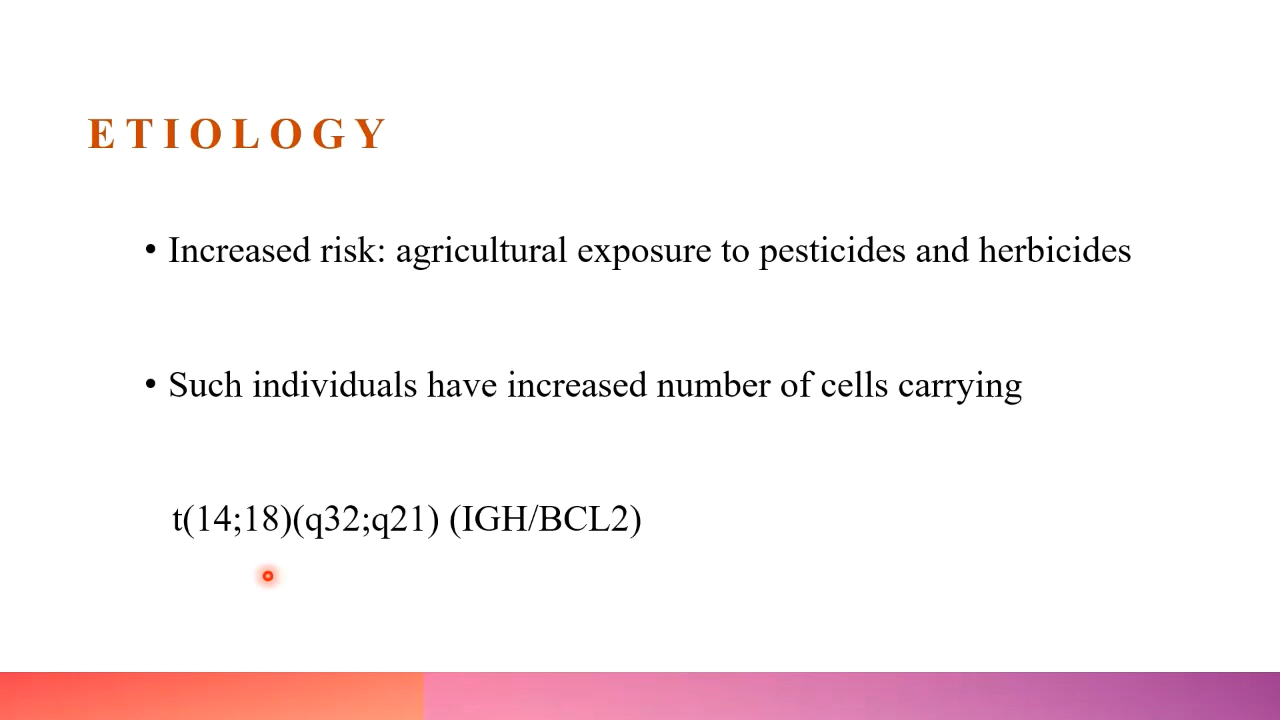 ETIOLOGY
• Increased risk: agricultural exposure to pesticides and herbicides
• Such individuals have increased number of cells carrying
t(14;18)(q32;q21) (IGH/BCL2)